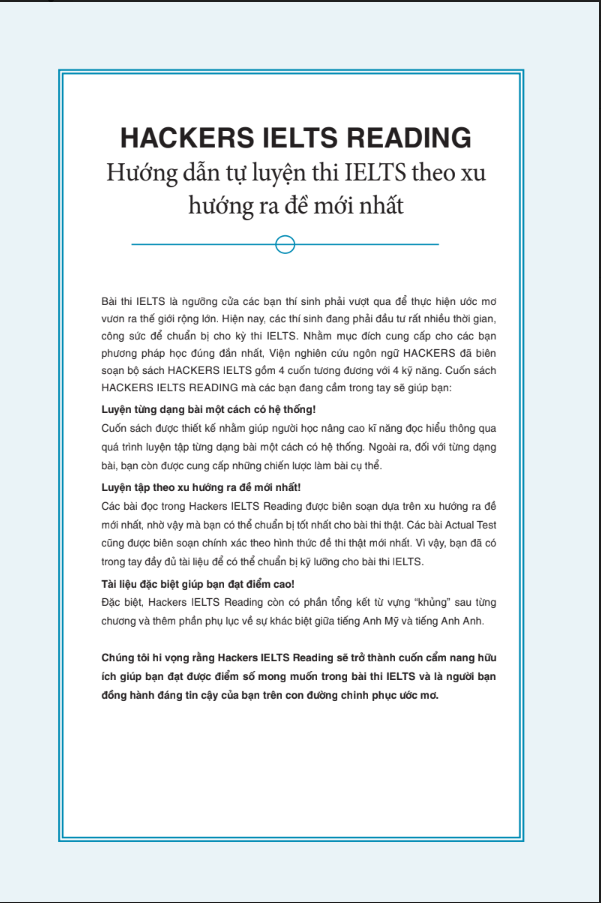 HACKERS IELTS READING
Hướng dẫn tự luyện thi IELTS theo xu
hướng ra đề mới nhất
Bài thi IELTS là ngưỡng cửa các bạn thí sinh phải vượt qua để thực hiện ước mơ
vươn ra thế giới rộng lớn. Hiện nay, các thí sinh đang phải đầu tư rất nhiều thời gian,
công sức để chuẩn bị cho kỳ thi IELTS. Nhằm mục đích cung cấp cho các bạn
phương pháp học đúng đắn nhất, Viện nghiên cứu ngôn ngữ HACKERS đã biên
soạn bộ sách HACKERS IELTS gồm 4 cuốn tương đương với 4 kỹ năng. Cuốn sách
HACKERS IELTS READING mà các bạn đang cầm trong tay sẽ giúp bạn:
Luyện từng dạng bài một cách có hệ thống!
Cuốn sách được thiết kế nhằm giúp người học nâng cao kĩ năng đọc hiểu thông qua
quá trình luyện tập từng dạng bài một cách có hệ thống. Ngoài ra, đối với từng dạng
bài, bạn còn được cung cấp những chiến lược làm bài cụ thể.
Luyện tập theo xu hướng ra đề mới nhất!
Các bài đọc trong Hackers IELTS Reading được biên soạn dựa trên xu hướng ra đề
mới nhất, nhờ vậy mà bạn có thể chuẩn bị tốt nhất cho bài thi thật. Các bài Actual Test
cũng được biên soạn chính xác theo hình thức đề thi thật mới nhất. Vì vậy, bạn đã có
trong tay đầy đủ tài liệu để có thể chuẩn bị kỹ lưỡng cho bài thi IELTS.
Tài liệu đặc biệt giúp bạn đạt điểm cao!
Đặc biệt, Hackers IELTS Reading còn có phần tổng kết từ vựng “khủng” sau từng
chương và thêm phần phụ lục về sự khác biệt giữa tiếng Anh Mỹ và tiếng Anh Anh.
Chúng tôi hi vọng rằng Hackers IELTS Reading sẽ trở thành cuốn cẩm nang hữu
ích giúp bạn đạt được điểm số mong muốn trong bài thi IELTS và là người bạn
đồng hành đáng tin cậy của bạn trên con đường chinh phục ước mơ.